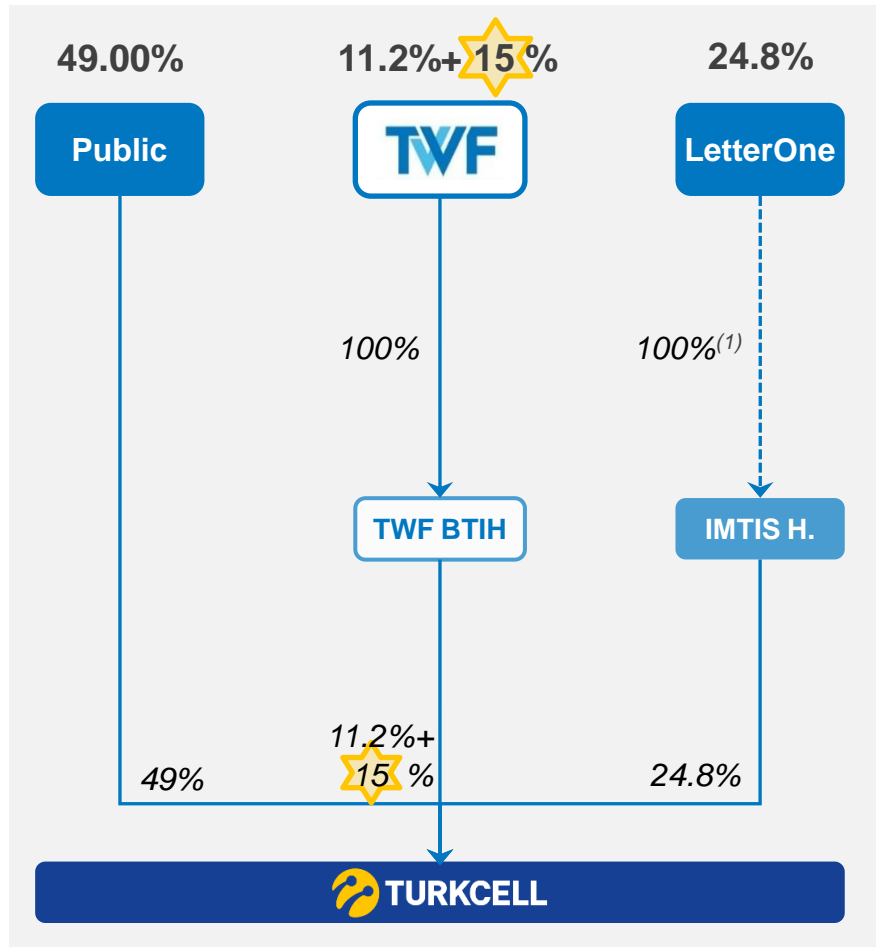 49.00% 11.2%+15 % 24.8%
Public TWF LetterOne
100% 100%(1)
TWF BTIH IMTIS H.
11.2%+
49% 15 % 24.8%
TURKCELL